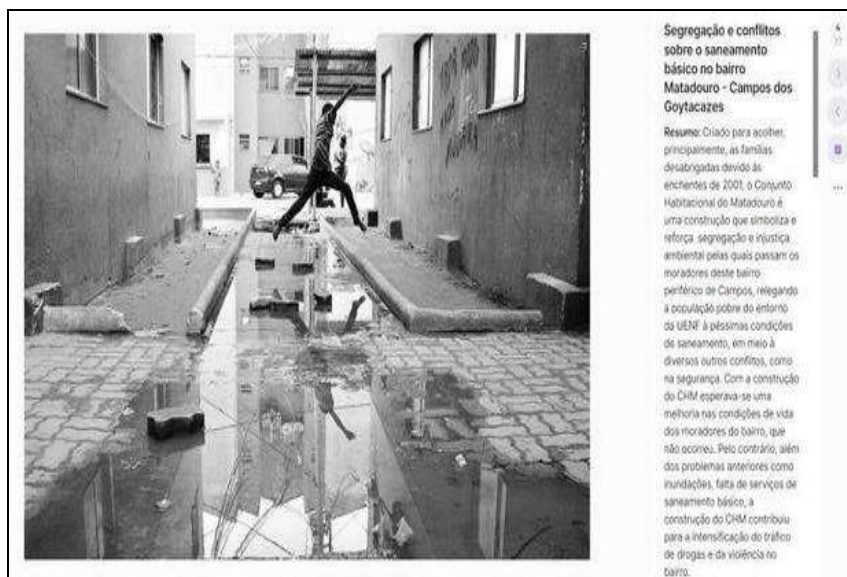 Segregação e conflitos
sobre o saneamento
básico no bairro
Matadouro - Campos dos
Goytacazes
Resumo: Criado para acolher,
principalmente, as famílias
desabrigadas devido às
enchentes de 2001, o Conjunto
Habitacional do Matadouro é
uma construção que simboliza e
reforça segregação e injustiça
ambiental pelas quais passam os
moradores deste bairro
periférico de Campos, relegando
a população pobre do entorno
da UENF à péssimas condições
de saneamento, em meio à
diversos outros conflitos, como
na segurança. Com a construção
do CHM esperava-se uma
melhoria nas condições de vida
dos moradores do bairro, que
não ocorreu. Pelo contrário, além
dos problemas anteriores como
inundações, falta de serviços de
saneamento básico, a
construção do CHM contribuiu
para a intensificação do tráfico
de drogas e da violência no
bairro.